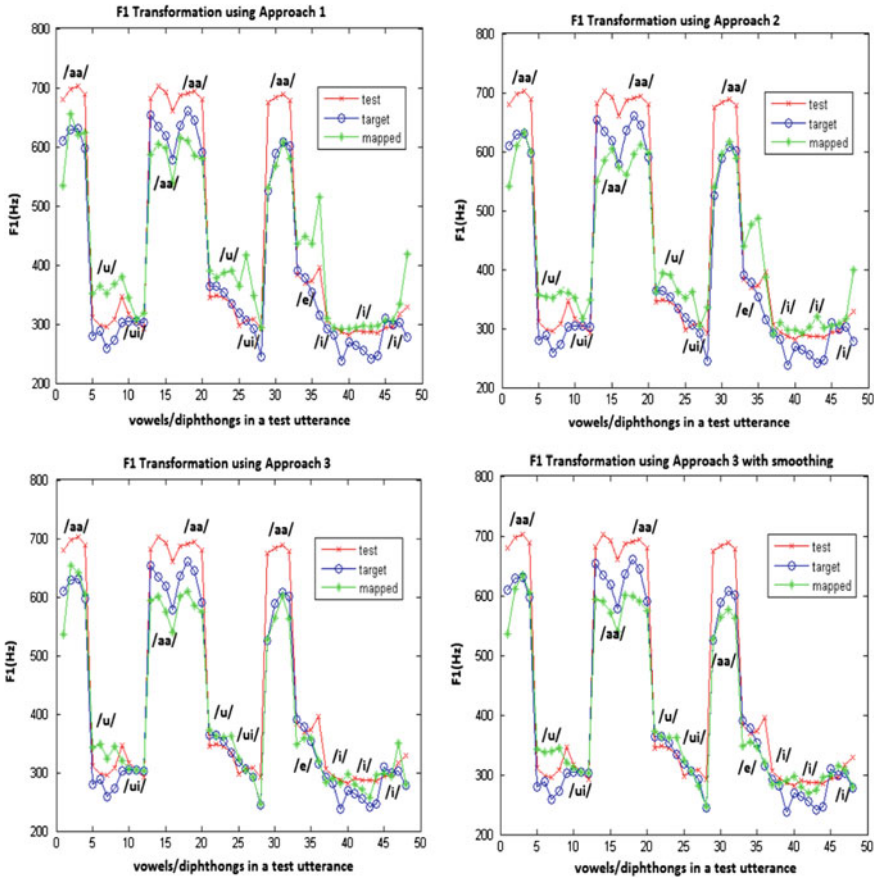 F1 Transformation using Approach 1
800
700
600
500
400
300
200
F1(Hz)
/aa/
/aa/
/aa/
/aa/
/u/
/ui/
/u/
/ui/
/e/
/i/
/i/
/i/
test
target
mapped
0 5 10 15 20 25 30 35 40 45 50
vowels/diphthongs in a test utterance
F1 Transformation using Approach 2
800
700
600
500
400
300
200
F1(Hz)
/aa/
/aa/
/aa/
/aa/
/u/
/ui/
/u/
/ui/
/e/
/i/
/i/
/i/
test
target
mapped
0 5 10 15 20 25 30 35 40 45 50
vowels/diphthongs in a test utterance
F1 Transformation using Approach 3
800
700
600
500
400
300
200
F1(Hz)
/aa/
/aa/
/aa/
/aa/
/u/
/ui/
/u/
/ui/
/e/
/i/
/i/
/i/
test
target
mapped
0 5 10 15 20 25 30 35 40 45 50
vowels/diphthongs in a test utterance
F1 Transformation using Approach 3 with smoothing
800
700
600
500
400
300
200
F1(Hz)
/aa/
/aa/
/aa/
/aa/
/u/
/ui/
/u/
/ui/
/e/
/i/
/i/
/i/
test
target
mapped
0 5 10 15 20 25 30 35 40 45 50
vowels/diphthongs in a test utterance